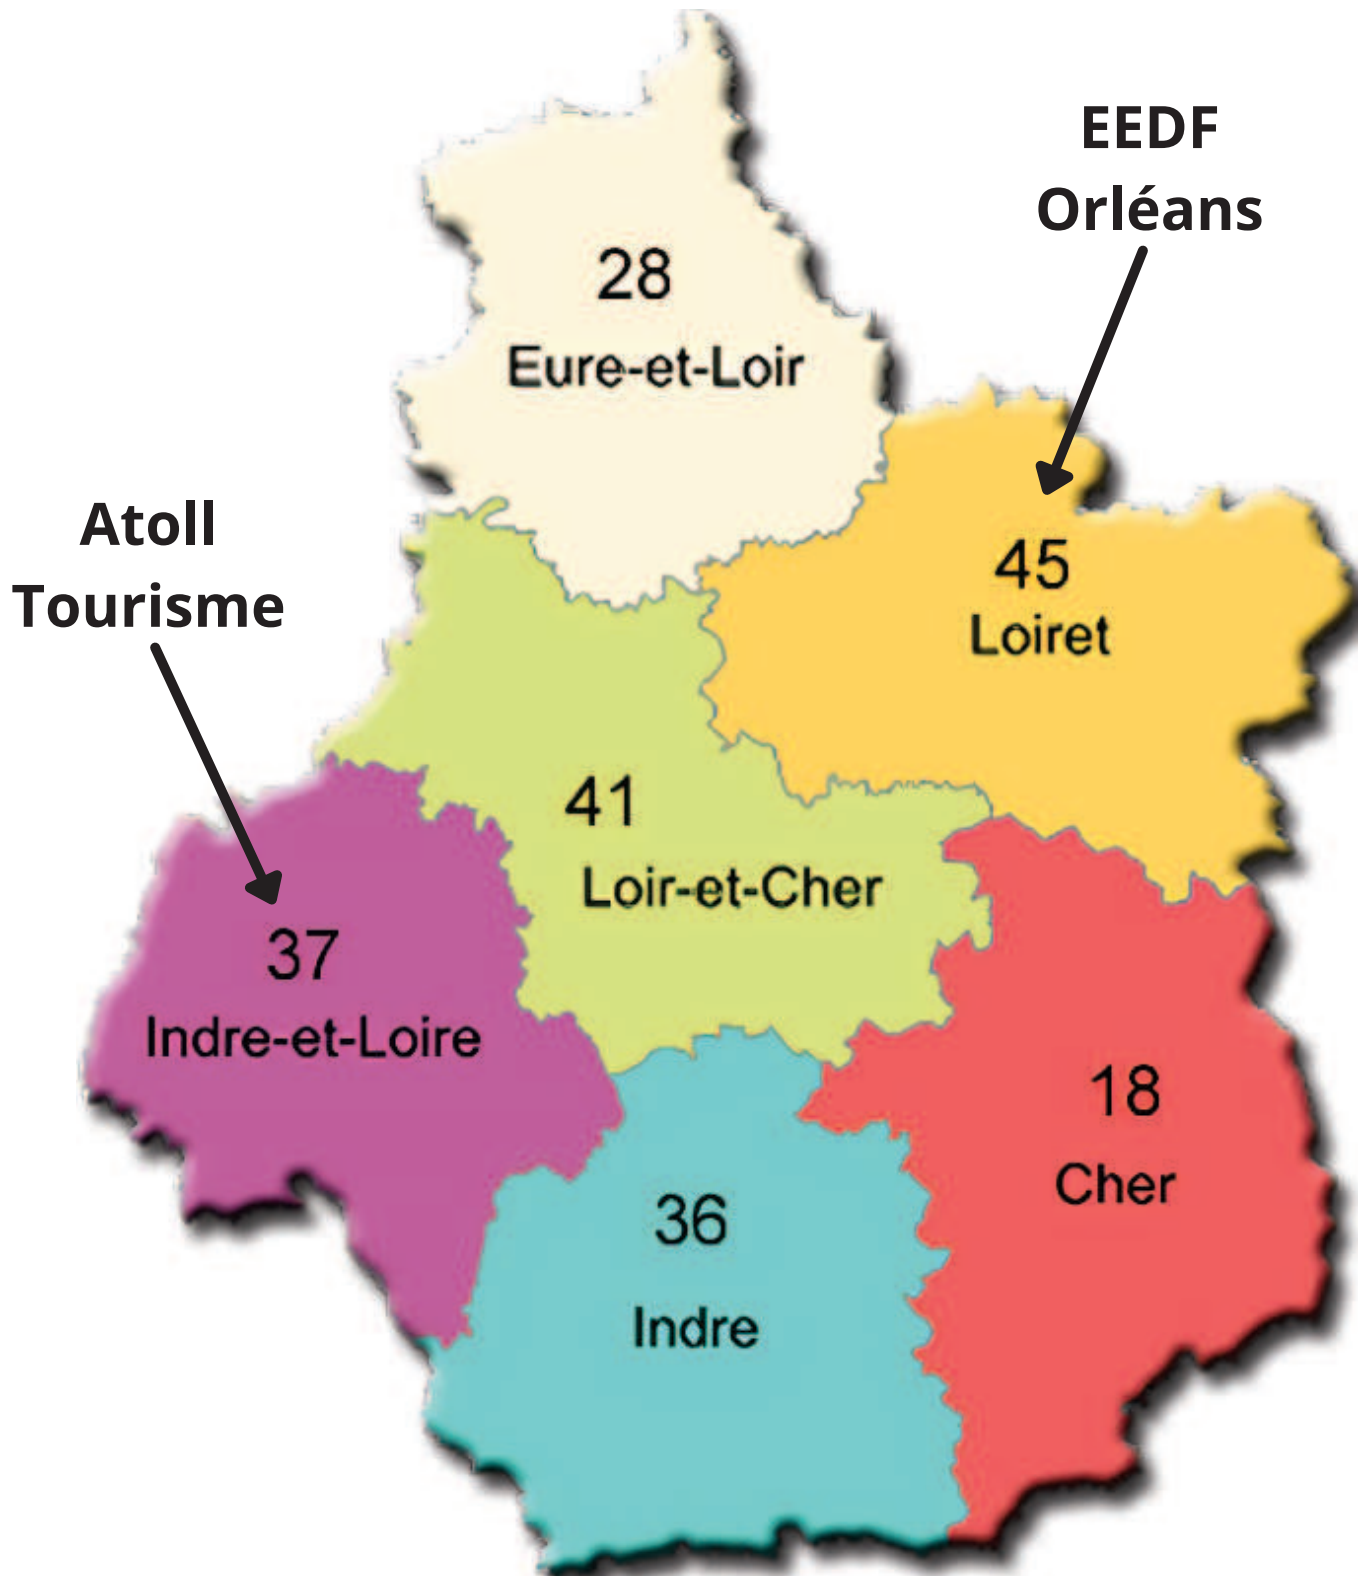 EEDF
Orléans
28
Eure-et-Loir
Atoll
Tourisme
45
Loiret
41
Loir-et-Cher
37
Indre-et-Loire
18
Cher
36
Indre